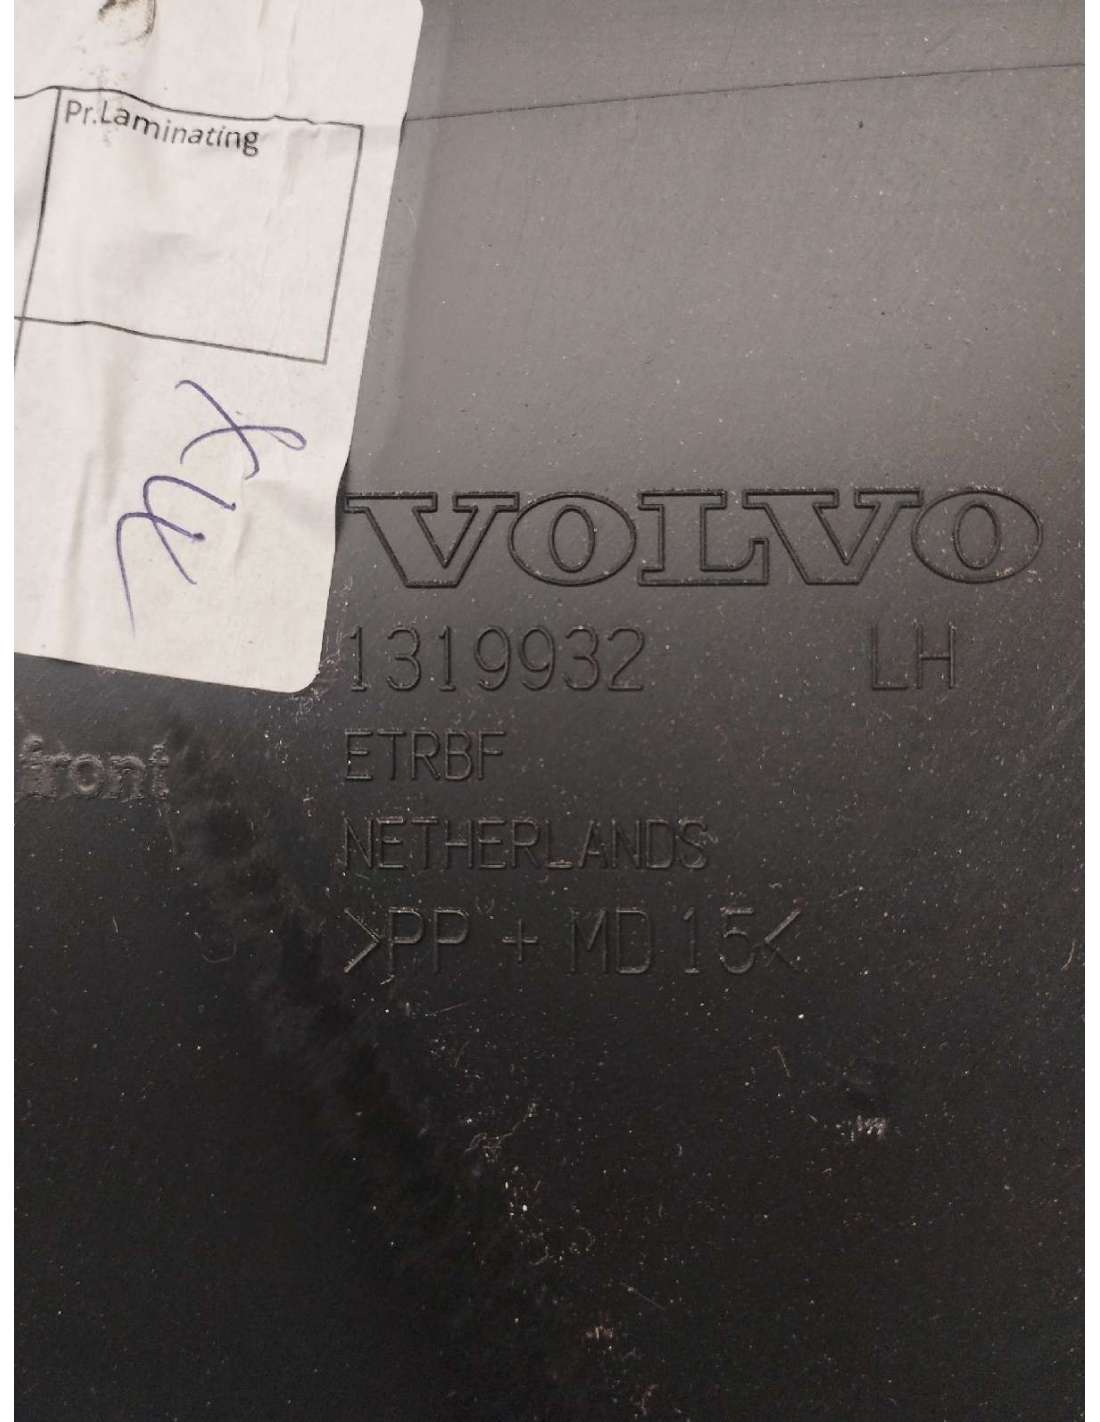 Pr.Laminating
VOLVO
1319932 LH
ETRBF
front
NETHERLANDS
>PP + MD 15<